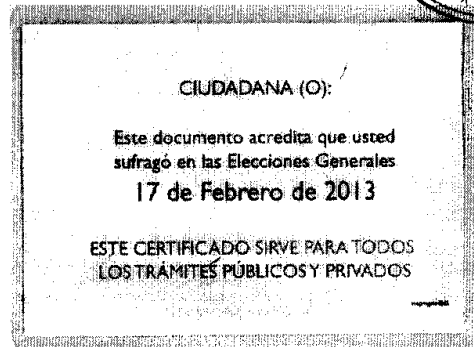 CIUDADANA (O):
Este documento acredita que usted
sufragó en las Elecciones Generales
17 de Febrero de 2013
ESTE CERTIFICADO SIRVE PARA TODOS
LOS TRÁMITES PÚBLICOS Y PRIVADOS